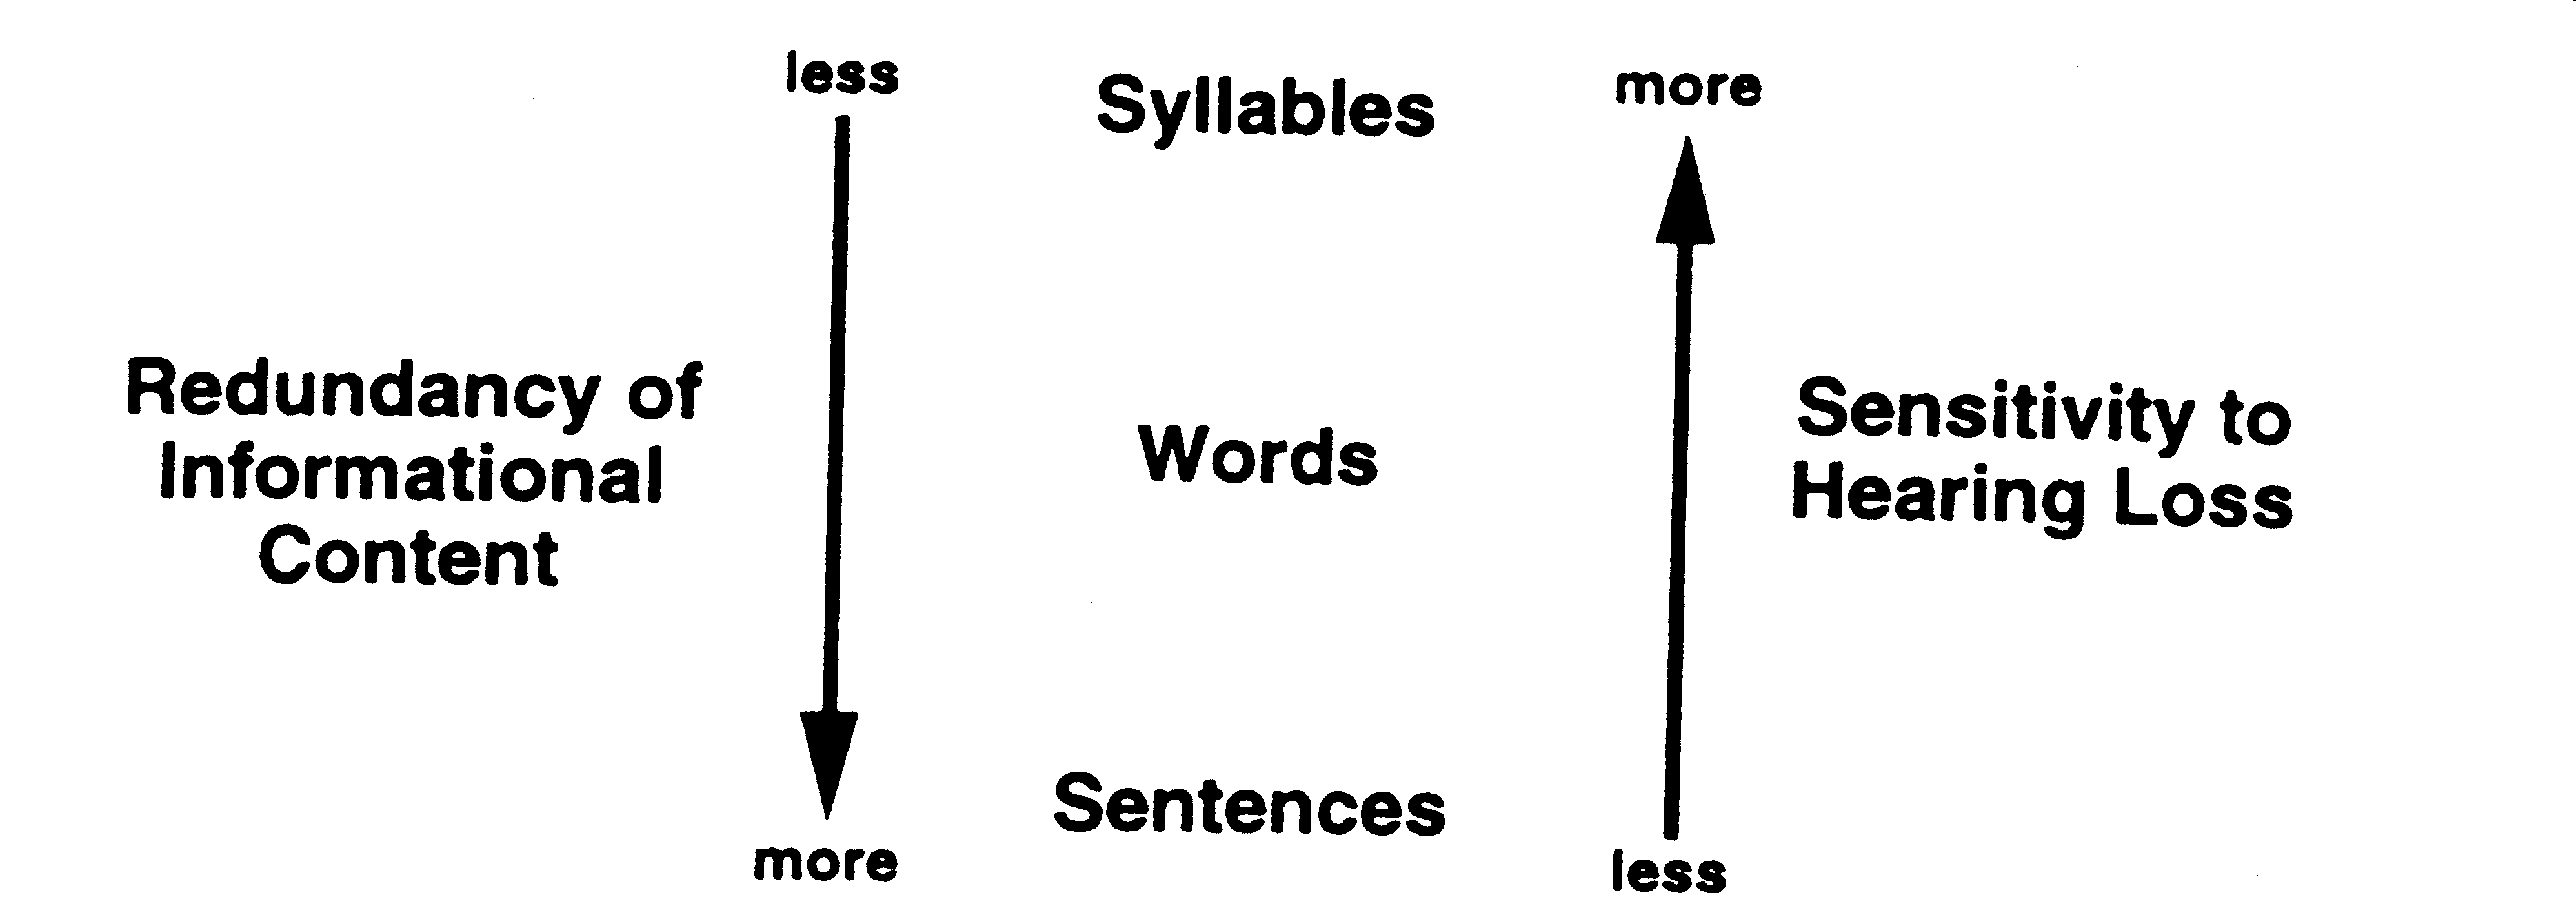 less
Syllables
more
Redundancy of
Informational
Content
Words
Sensitivity to
Hearing Loss
Sentences
more
less